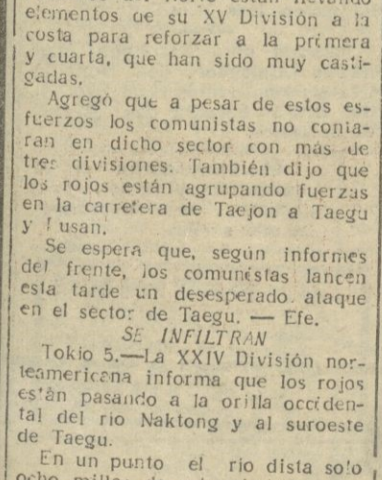 elementos de su XV División a la
costa para reforzar a la primera
y cuarta, que han sido muy casti-
gadas.
Agregó que a pesar de estos es-
fuerzos los comunistas no conta-
ran en dicho sector con más de
tres divisiones. También dijo que
los rojos están agrupando fuerzas
en la carretera de Taejon a Taegu
y Fusan.
Se espera que, según informes
del frente, los comunistas lancen
esta tarde un desesperado ataque
en el sector de Taegu. — Efe.
SE INFILTRAN
Tokio 5.—La XXIV División nor-
teamericana informa que los rojos
están pasando a la orilla occiden-
tal del rio Naktong y al suroeste
de Taegu.
En un punto el rio dista solo